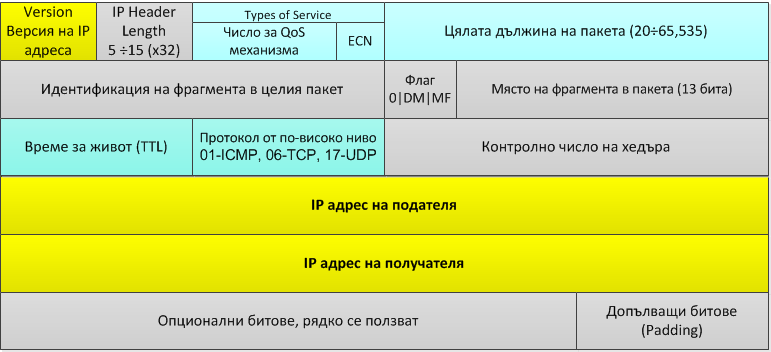 Version
Версия на IP
адреса
IP Header
Length
5 ÷15 (x32)
Types of Service
Число за QoS
механизма
ECN
Цялата дължина на пакета (20÷65,535)
Идентификация на фрагмента в целия пакет
Флаг
0|DM|MF
Място на фрагмента в пакета (13 бита)
Време за живот (TTL)
Протокол от по-високо ниво
01-ICMP, 06-TCP, 17-UDP
Контролно число на хедъра
IP адрес на подателя
IP адрес на получателя
Опционални битове, рядко се ползват
Допълващи битове
(Padding)